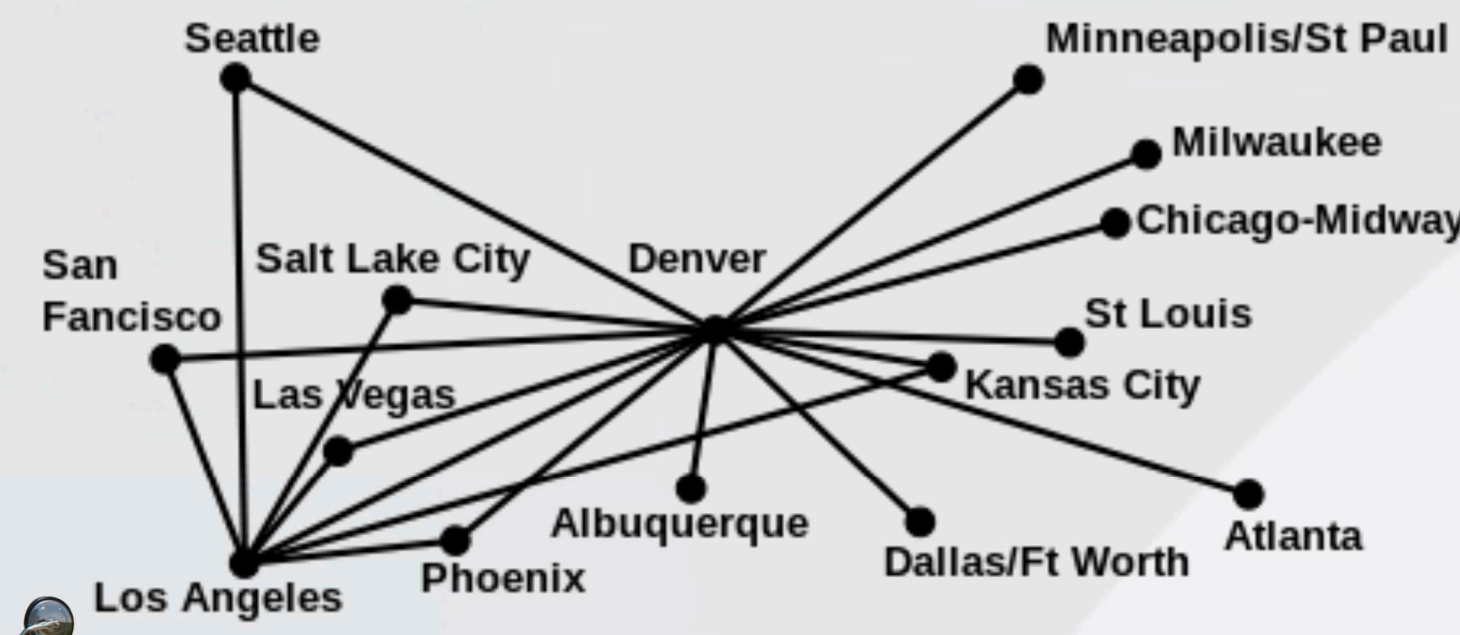 Seattle
Minneapolis/St Paul
Milwaukee
Chicago-Midway
San
Fancisco
Salt Lake City
Denver
St Louis
Las Vegas
Kansas City
Albuquerque
Atlanta
Dallas/Ft Worth
Phoenix
Los Angeles